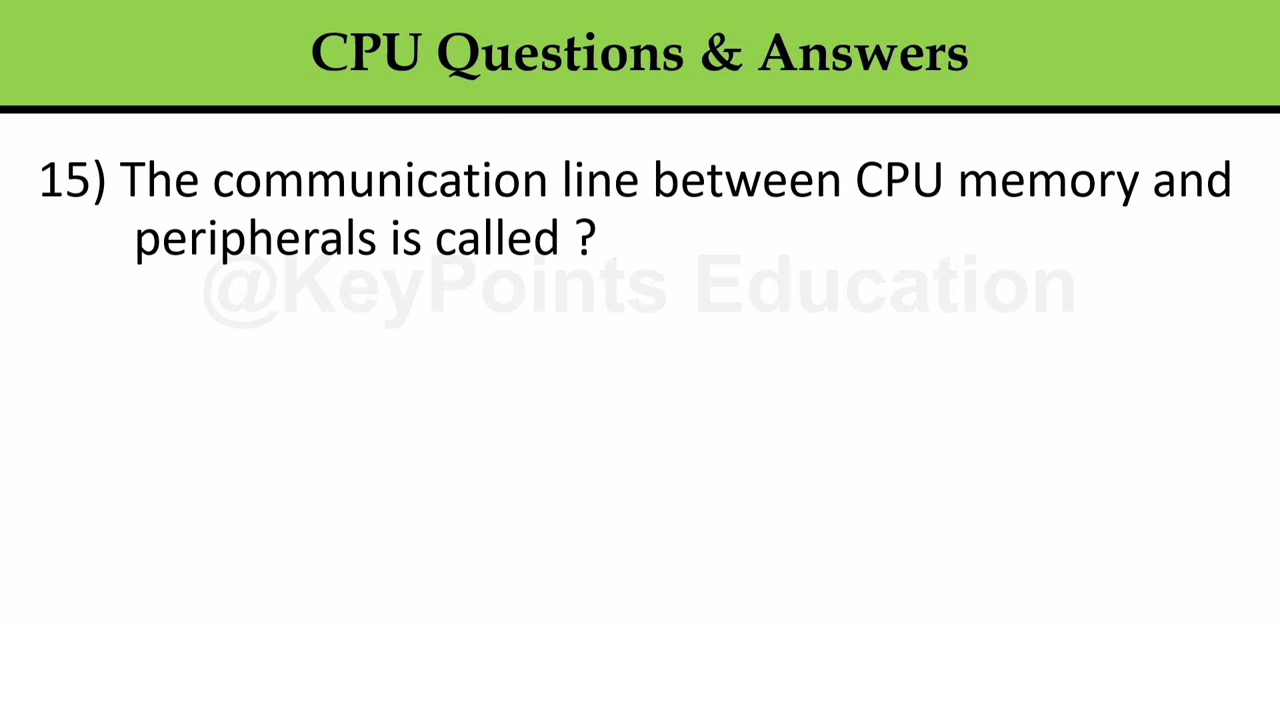 CPU Questions & Answers
15) The communication line between CPU memory and
peripherals is called ?
@KeyPoints Education